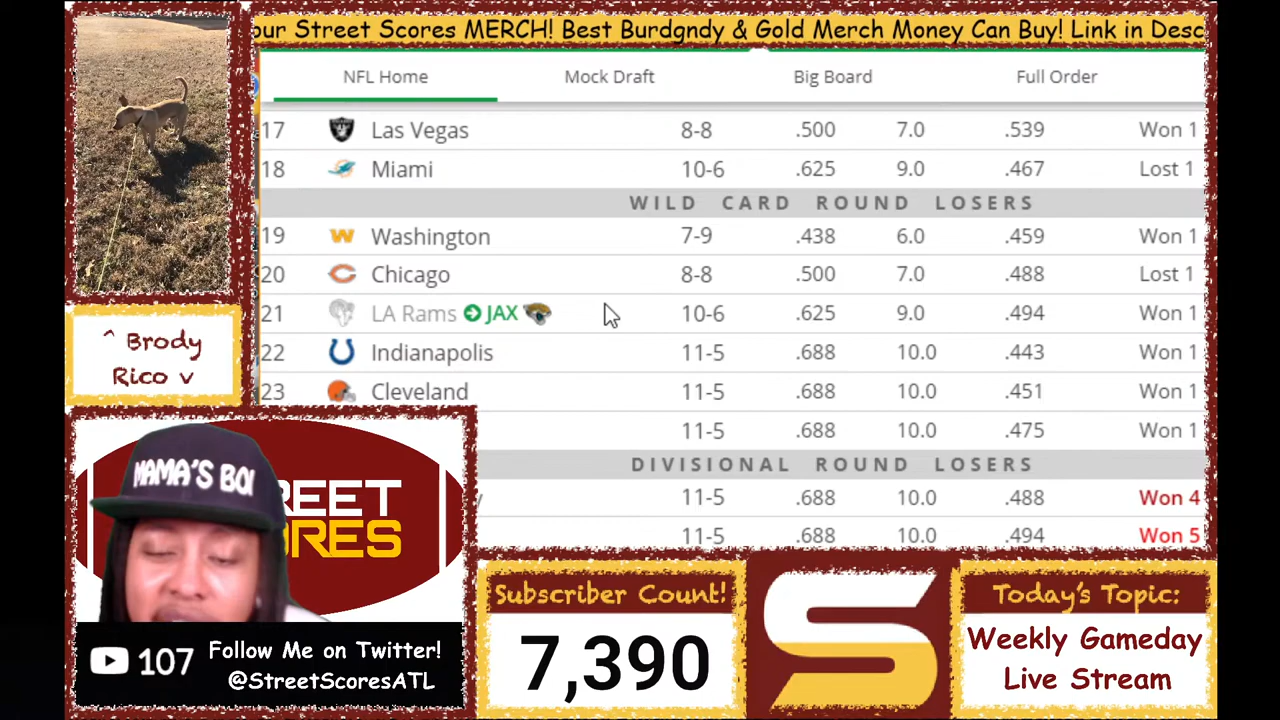 our Street Scores MERCH! Best Burdgndy & Gold Merch Money Can Buy! Link in Desc
NFL Home Mock Draft Big Board Full Order
17 Las Vegas 8-8 .500 7.0 .539 Won 1
18 Miami 10-6 .625 9.0 .467 Lost 1
WILD CARD ROUND LOSERS
19 Washington 7-9 .438 6.0 .459 Won 1
20 Chicago 8-8 .500 7.0 .488 Lost 1
21 LA Rams JAX 10-6 .625 9.0 .494 Won 1
22 Indianapolis 11-5 .688 10.0 .443 Won 1
23 Cleveland 11-5 .688 10.0 .451 Won 1
11-5 .688 10.0 .475 Won 1
DIVISIONAL ROUND LOSERS
11-5 .688 10.0 .488 Won 4
11-5 .688 10.0 .494 Won 5
^ Brody
Rico v
MAMA'S BOI
REET
ORES
107
Follow Me on Twitter!
@StreetScoresATL
Subscriber Count!
7,390
S
Today's Topic:
Weekly Gameday
Live Stream